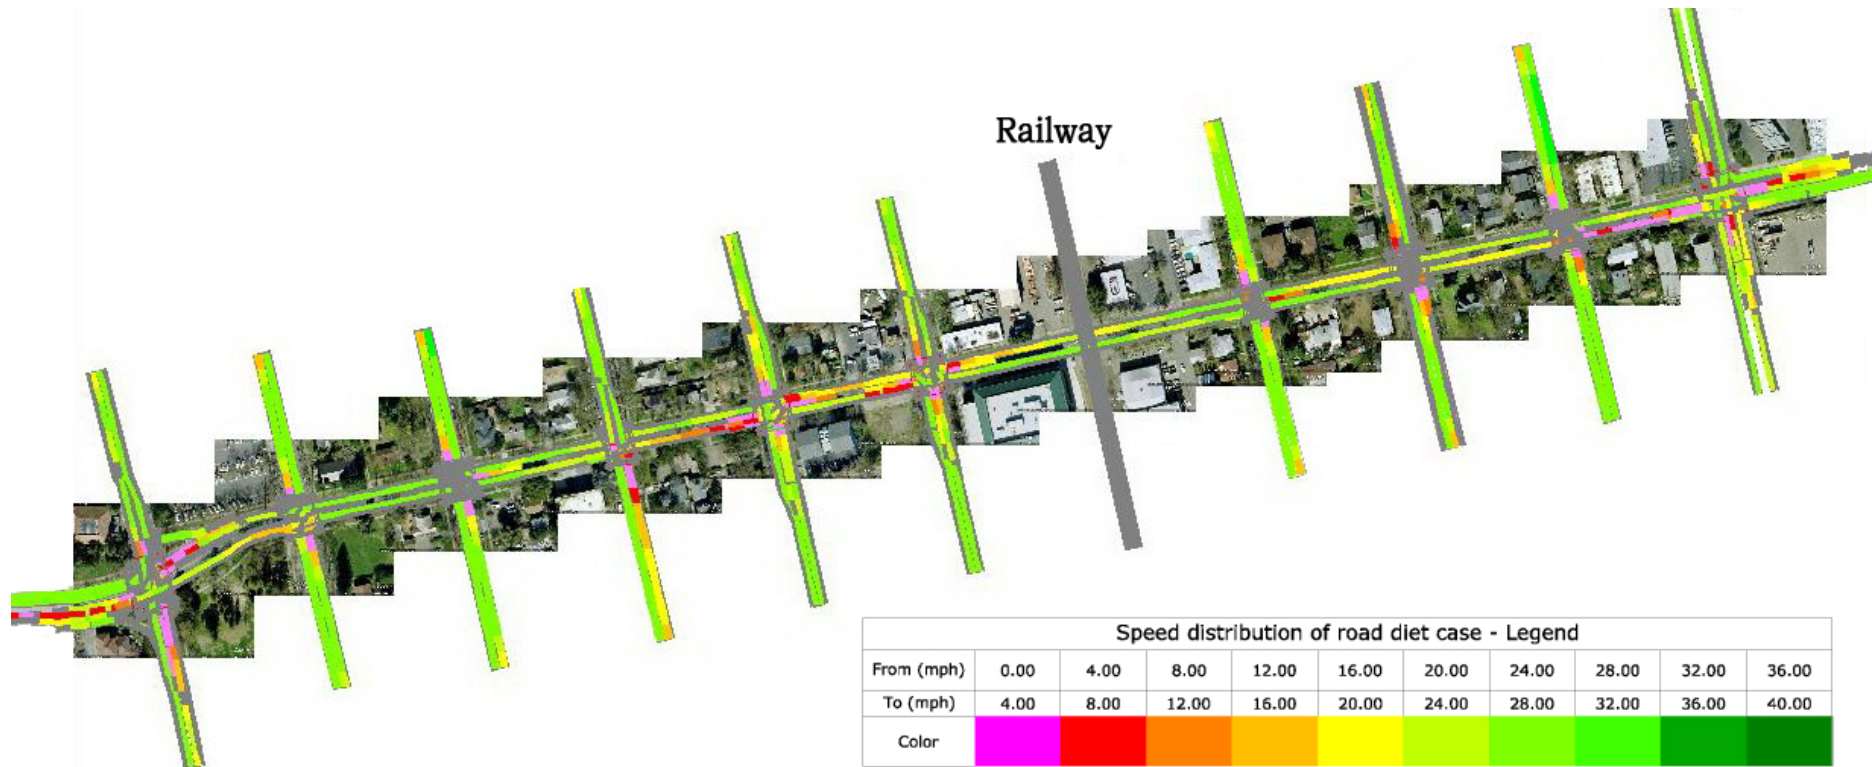 Railway
Speed distribution of road diet case - Legend
From (mph) 0.00 4.00 8.00 12.00 16.00 20.00 24.00 28.00 32.00 36.00
To (mph) 4.00 8.00 12.00 16.00 20.00 24.00 28.00 32.00 36.00 40.00
Color